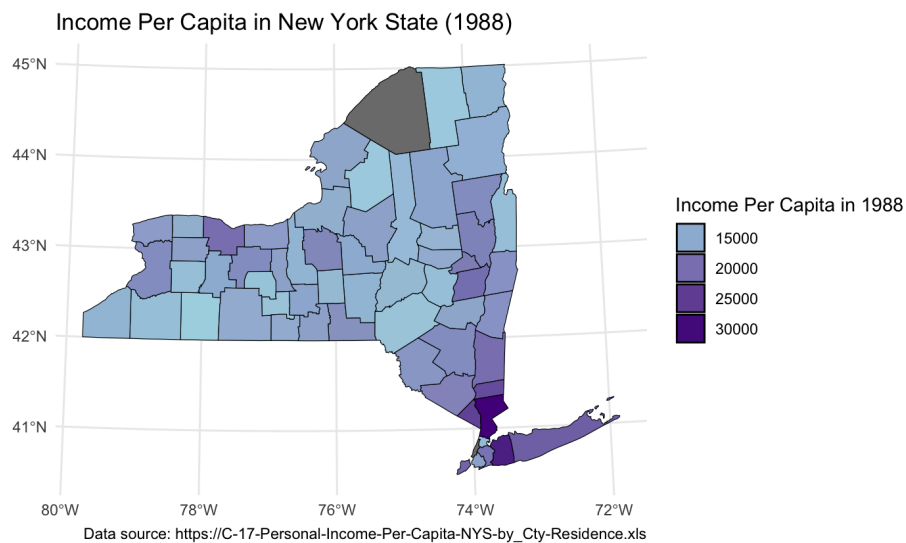 Income Per Capita in New York State (1988)
45°N
44°N
43°N
42°N
41°N
80°W
78°W
76°W
74°W
72°W
Income Per Capita in 1988
15000
20000
25000
30000
Data source: https://C-17-Personal-Income-Per-Capita-NYS-by_Cty-Residence.xls